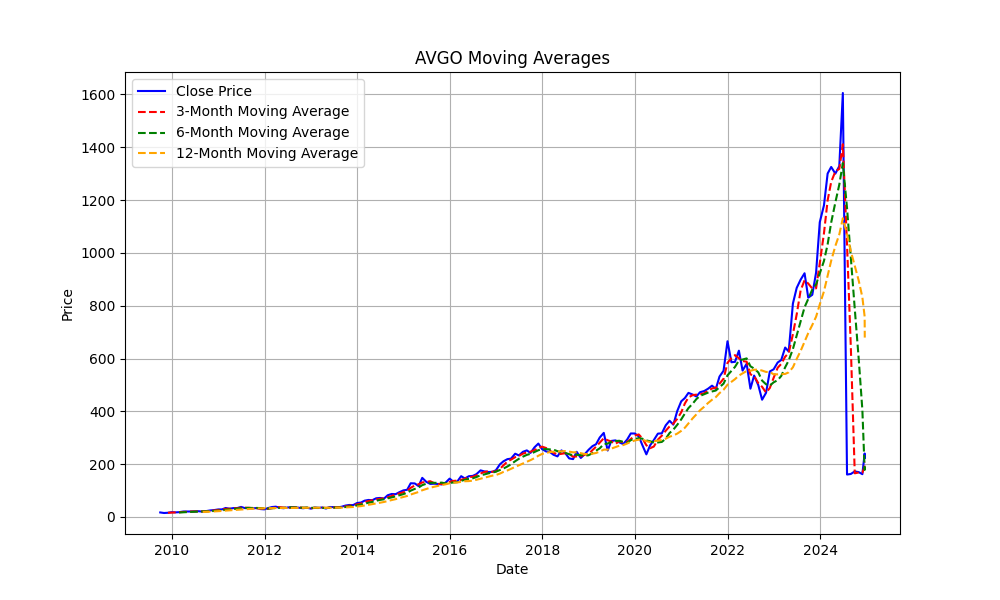 AVGO Moving Averages
Close Price
3-Month Moving Average
6-Month Moving Average
12-Month Moving Average
1600
1400
1200
1000
800
600
400
200
0
Price
2010 2012 2014 2016 2018 2020 2022 2024
Date